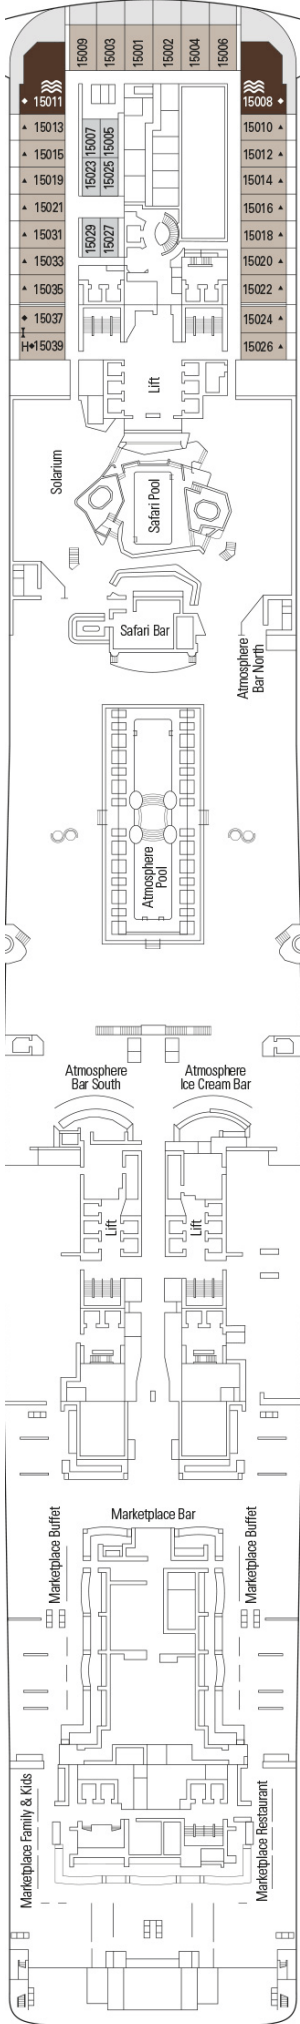 15009
15003
15001
15002
15004
15006
15011
15008
15013
15007
15005
15010
15015
15023
15025
15012
15019
15014
15021
15016
15031
15029
15027
15018
15033
15020
15035
15022
15037
15024
H 15039
15026
Lift
Solarium
Safari Pool
Safari Bar
Atmosphere
Bar North
Atmosphere
Pool
Atmosphere
Bar South
Atmosphere
Ice Cream Bar
Lift
Lift
Marketplace Bar
Marketplace Buffet
Marketplace Buffet
Marketplace Family & Kids
Marketplace Restaurant